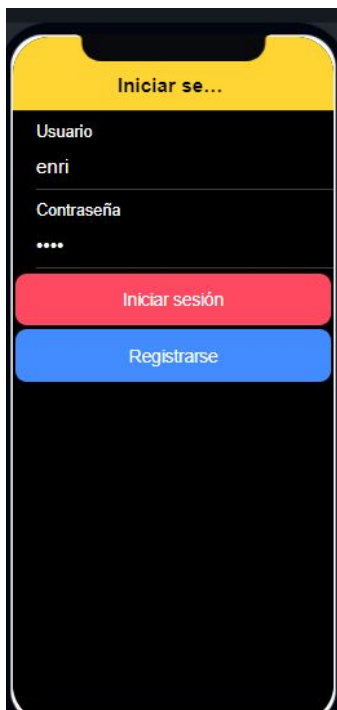 Iniciar se...
Usuario
enri
Contraseña
••••
Iniciar sesión
Registrarse